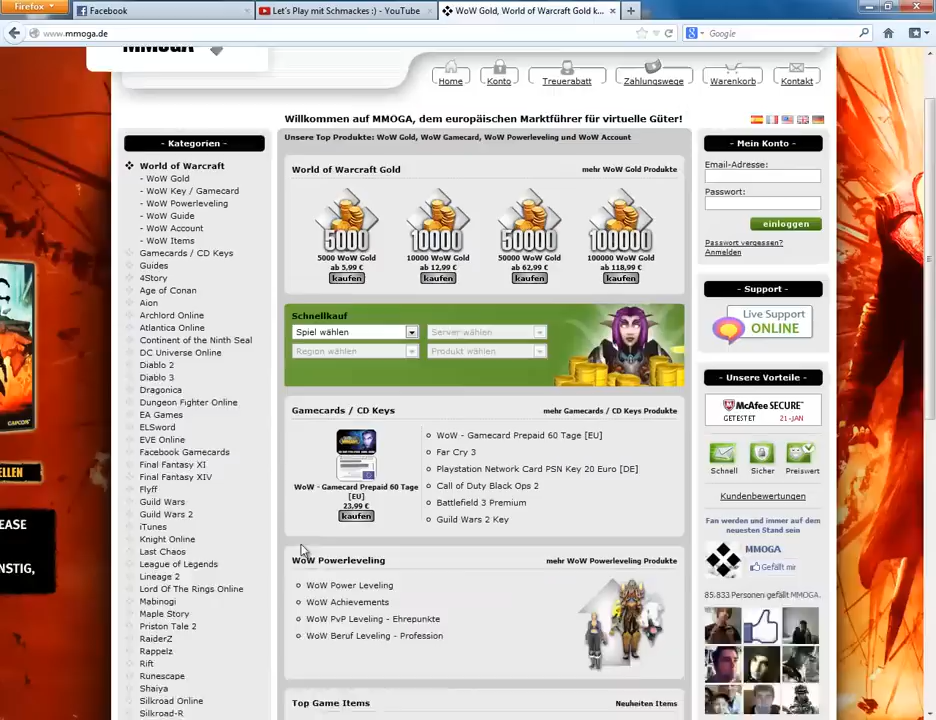 Firefox
Facebook
Let's Play mit Schmackes :) - YouTube
WoW Gold, World of Warcraft Gold k...
www.mmoga.de
Google
MMOGA
Home
Konto
Treuerabatt
Zahlungswege
Warenkorb
Kontakt
Willkommen auf MMOGA, dem europäischen Marktführer für virtuelle Güter!
- Kategorien -
World of Warcraft
- WoW Gold
- WoW Key / Gamecard
- WoW Powerleveling
- WoW Guide
- WoW Account
- WoW Items
Gamecards / CD Keys
Guides
4Story
Age of Conan
Aion
Archlord Online
Atlantica Online
Continent of the Ninth Seal
DC Universe Online
Diablo 2
Diablo 3
Dragonica
Dungeon Fighter Online
EA Games
ELSword
EVE Online
Facebook Gamecards
Final Fantasy XI
Final Fantasy XIV
Flyff
Guild Wars
Guild Wars 2
iTunes
Knight Online
Last Chaos
League of Legends
Lineage 2
Lord Of The Rings Online
Mabinogi
Maple Story
Priston Tale 2
RaiderZ
Rappelz
Rift
Runescape
Shaiya
Silkroad Online
Silkroad-R
Unsere Top Produkte: WoW Gold, WoW Gamecard, WoW Powerleveling und WoW Account
World of Warcraft Gold
mehr WoW Gold Produkte
5000
10000
50000
100000
5000 WoW Gold
10000 WoW Gold
50000 WoW Gold
100000 WoW Gold
ab 5,99 €
ab 12,99 €
ab 62,99 €
ab 118,99 €
kaufen
kaufen
kaufen
kaufen
Schnellkauf
Spiel wählen
Server wählen
Region wählen
Produkt wählen
Gamecards / CD Keys
mehr Gamecards / CD Keys Produkte
WoW - Gamecard Prepaid 60 Tage
[EU]
23,99 €
kaufen
WoW - Gamecard Prepaid 60 Tage [EU]
Far Cry 3
Playstation Network Card PSN Key 20 Euro [DE]
Call of Duty Black Ops 2
Battlefield 3 Premium
Guild Wars 2 Key
WoW Powerleveling
mehr WoW Powerleveling Produkte
WoW Power Leveling
WoW Achievements
WoW PvP Leveling - Ehrepunkte
WoW Beruf Leveling - Profession
Top Game Items
Neuheiten Items
- Mein Konto -
Email-Adresse:
Passwort:
einloggen
Passwort vergessen?
Anmelden
- Support -
Live Support
ONLINE
- Unsere Vorteile -
McAfee SECURE
GETESTET 21-JAN
Schnell
Sicher
Preiswert
Kundenbewertungen
Fan werden und immer auf dem
neuesten Stand sein
MMOGA
Gefällt mir
85.833 Personen gefällt MMOGA.
CAPCOM
ELLEN
EASE
NSTIG,